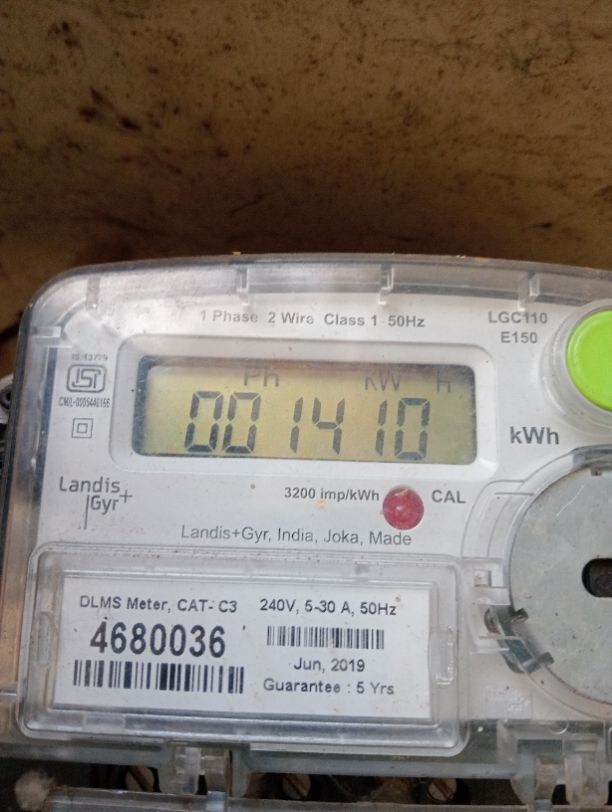 1 Phase 2 Wire Class 1 50Hz
LGC110
E150
IS 13779
ISI
Ph kW h
001410
kWh
Landis
Gyr+
3200 imp/kWh
CAL
Landis+Gyr, India, Joka, Made
DLMS Meter, CAT- C3
240V, 5-30 A, 50Hz
4680036
Jun, 2019
Guarantee : 5 Yrs